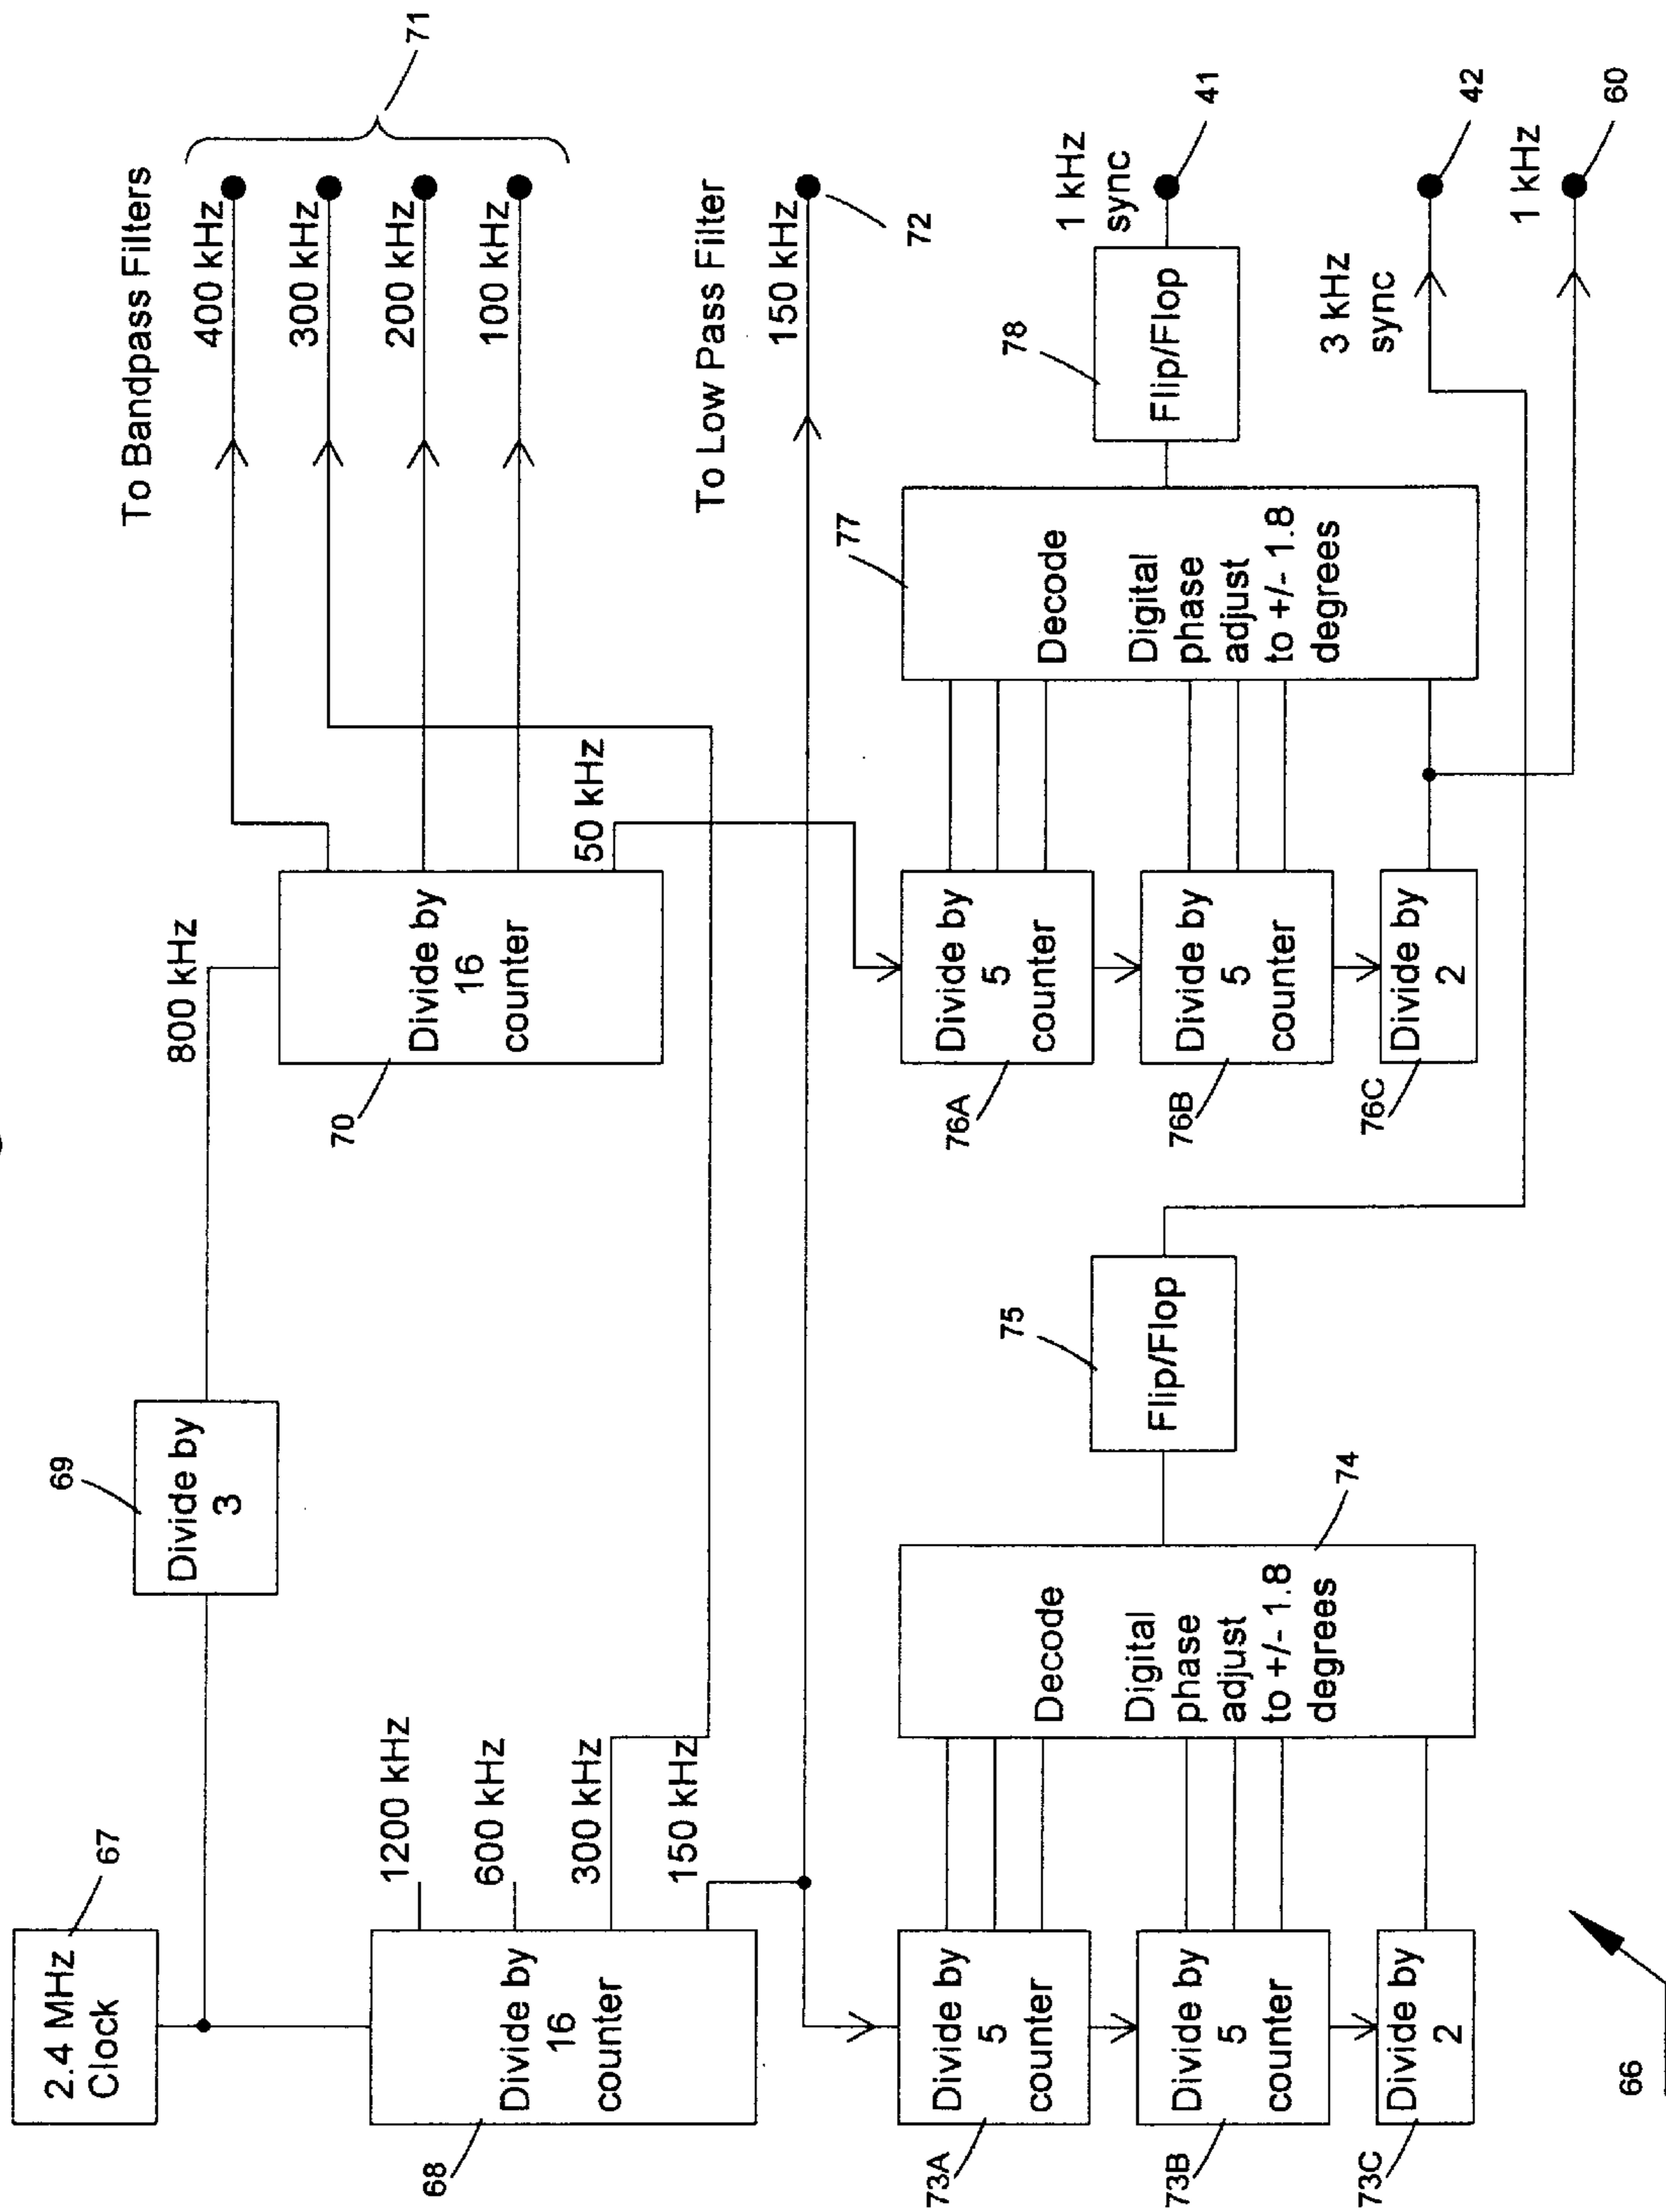 67
2.4 MHz
Clock
69
Divide by
3
800 kHz
To Bandpass Filters
400 kHz
300 kHz
200 kHz
100 kHz
71
68
Divide by
16
counter
1200 kHz
600 kHz
300 kHz
150 kHz
70
Divide by
16
counter
50 kHz
To Low Pass Filter
150 kHz
72
73A
Divide by
5
counter
73B
Divide by
5
counter
73C
Divide by
2
Decode
Digital
phase
adjust
to +/- 1.8
degrees
74
75
Flip/Flop
76A
Divide by
5
counter
76B
Divide by
5
counter
76C
Divide by
2
77
Decode
Digital
phase
adjust
to +/- 1.8
degrees
78
Flip/Flop
1 kHz
sync
41
3 kHz
sync
42
1 kHz
60
66